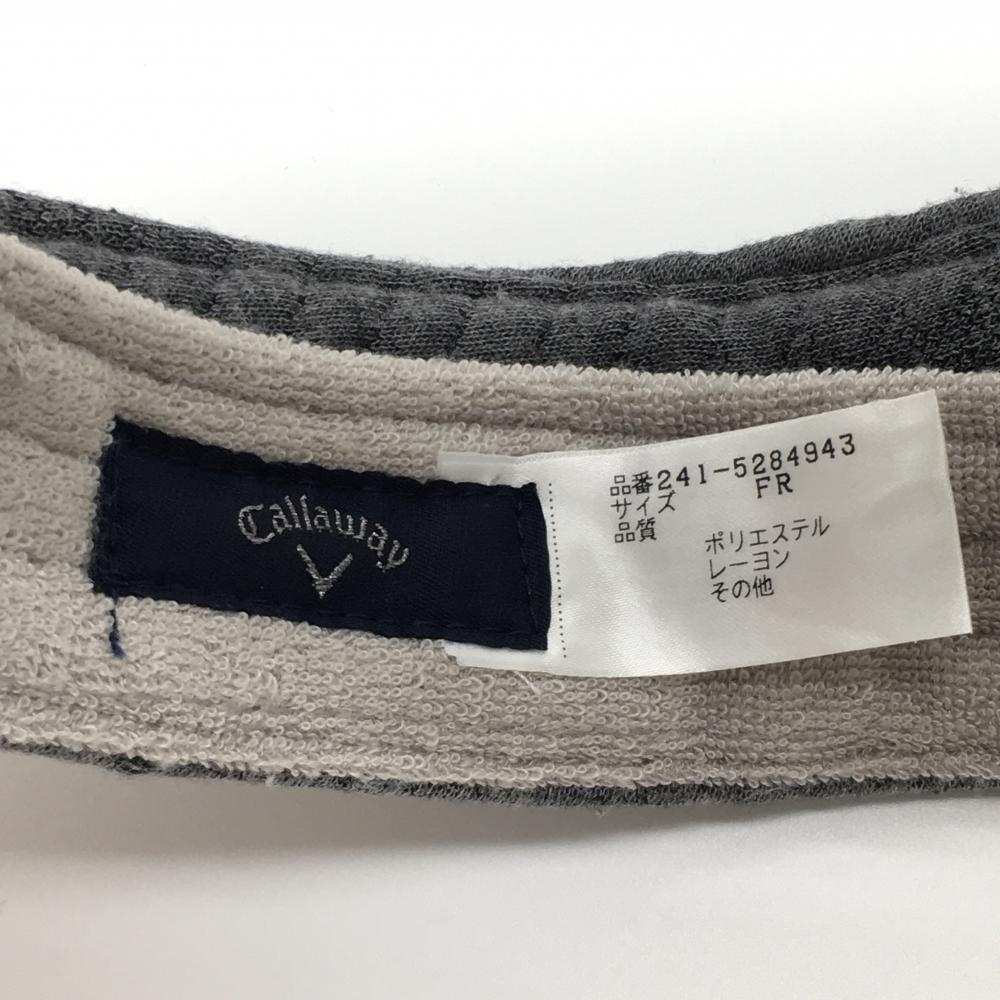 Callaway
品番241-5284943
サイズ FR
品質
ポリエステル
レーヨン
その他